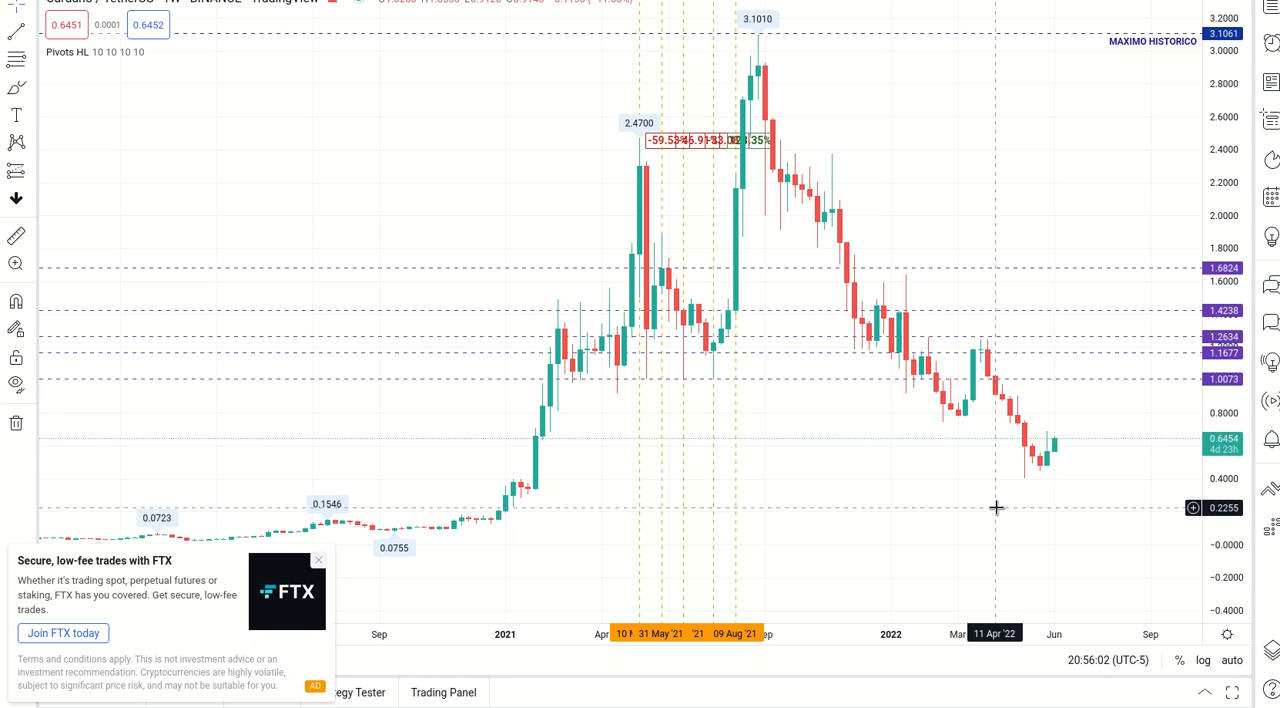 Cardano / TetherUS · 1W · BINANCE · TradingView
0.6451 0.0001 0.6452
Pivots HL 10 10 10 10
3.1010
MAXIMO HISTORICO
2.4700
0.1546
0.0723
0.0755
3.2000
3.1061
3.0000
2.8000
2.6000
2.4000
2.2000
2.0000
1.8000
1.6824
1.6000
1.4238
1.2634
1.1677
1.0073
0.8000
0.6454
4d 23h
0.4000
0.2255
−0.0000
−0.2000
−0.4000
Sep 2021 Apr 31 May '21 '21 09 Aug '21 2022 Mar 11 Apr '22 Jun Sep
Secure, low-fee trades with FTX
Whether it's trading spot, perpetual futures or
staking, FTX has you covered. Get secure, low-fee
trades.
FTX
Join FTX today
Terms and conditions apply. This is not investment advice or an
investment recommendation. Cryptocurrencies are highly volatile,
subject to significant price risk, and may not be suitable for you.
AD
20:56:02 (UTC-5) % log auto
Tester Trading Panel